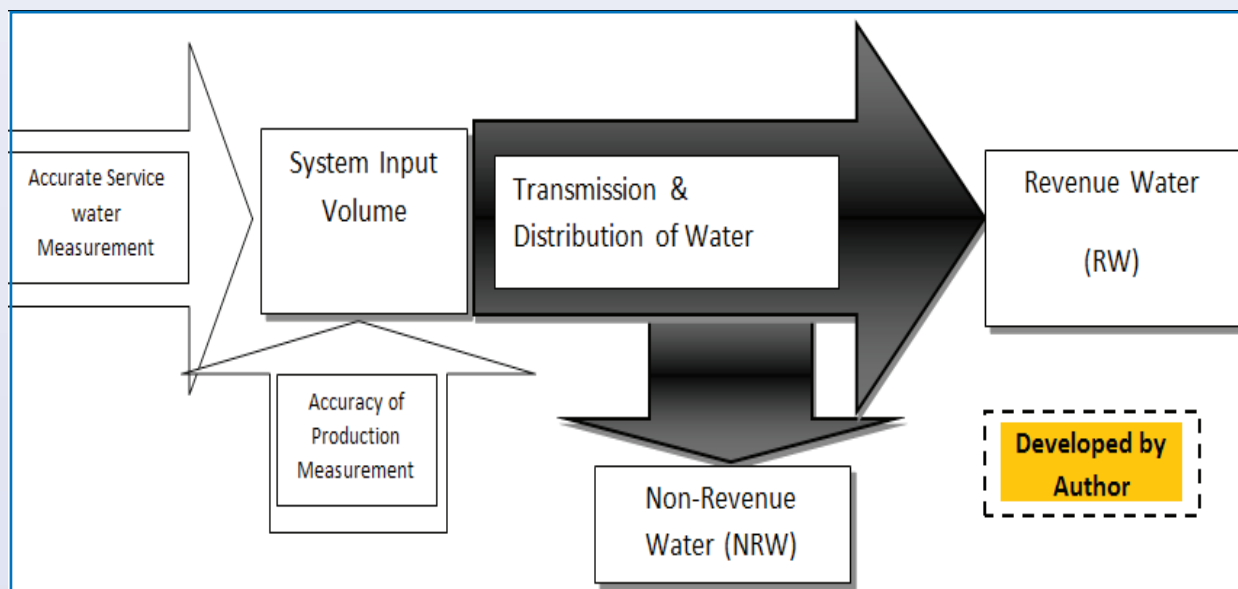 Accurate Service
water
Measurement
System Input
Volume
Transmission &
Distribution of Water
Revenue Water
(RW)
Accuracy of
Production
Measurement
Non-Revenue
Water (NRW)
Developed by
Author